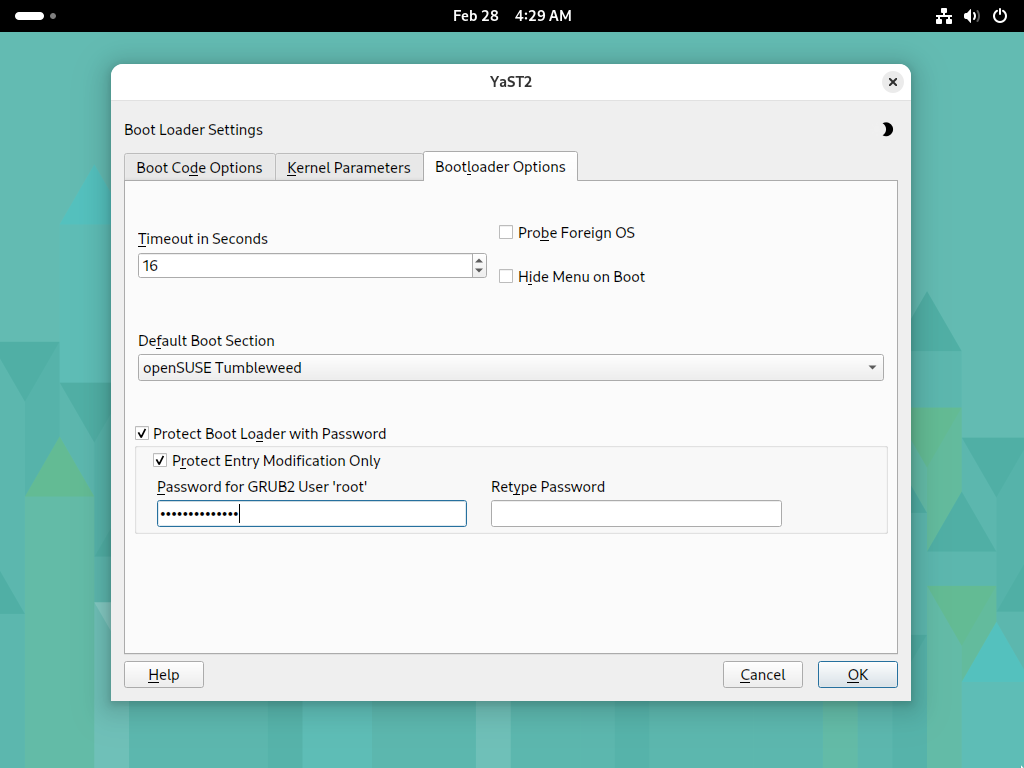 Feb 28 4:29 AM
YaST2
Boot Loader Settings
Boot Code Options Kernel Parameters Bootloader Options
Timeout in Seconds
Probe Foreign OS
16
Hide Menu on Boot
Default Boot Section
openSUSE Tumbleweed
Protect Boot Loader with Password
Protect Entry Modification Only
Password for GRUB2 User 'root' Retype Password
••••••••••••••
Help Cancel OK